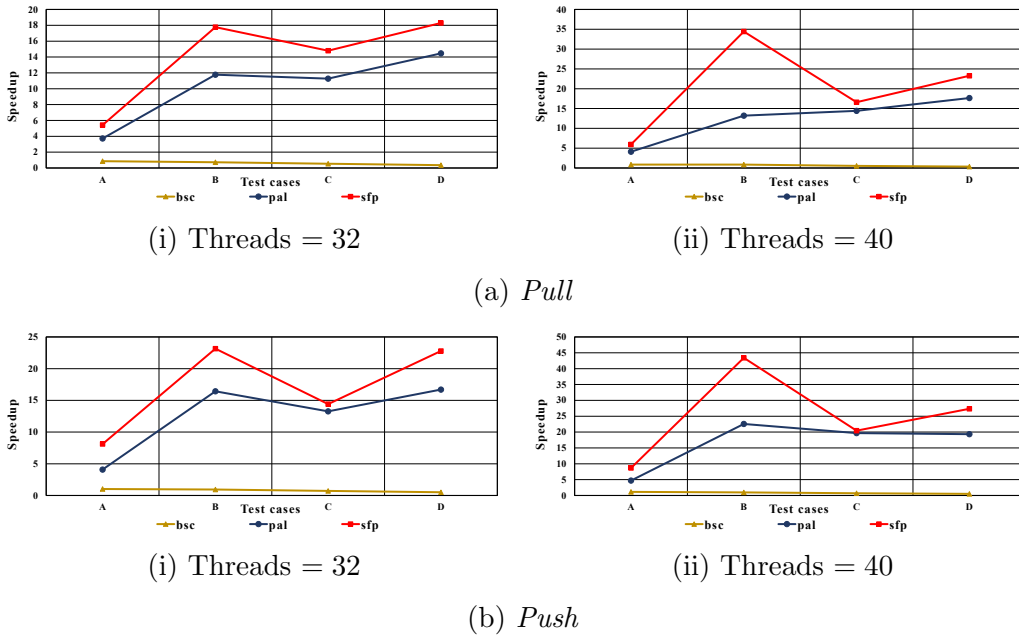 20
18
16
14
12
10
8
6
4
2
0
Speedup
A B Test cases C D
bsc pal sfp
(i) Threads = 32
40
35
30
25
20
15
10
5
0
Speedup
A B Test cases C D
bsc pal sfp
(ii) Threads = 40
(a) Pull
25
20
15
10
5
0
Speedup
A B Test cases C D
bsc pal sfp
(i) Threads = 32
50
45
40
35
30
25
20
15
10
5
0
Speedup
A B Test cases C D
bsc pal sfp
(ii) Threads = 40
(b) Push